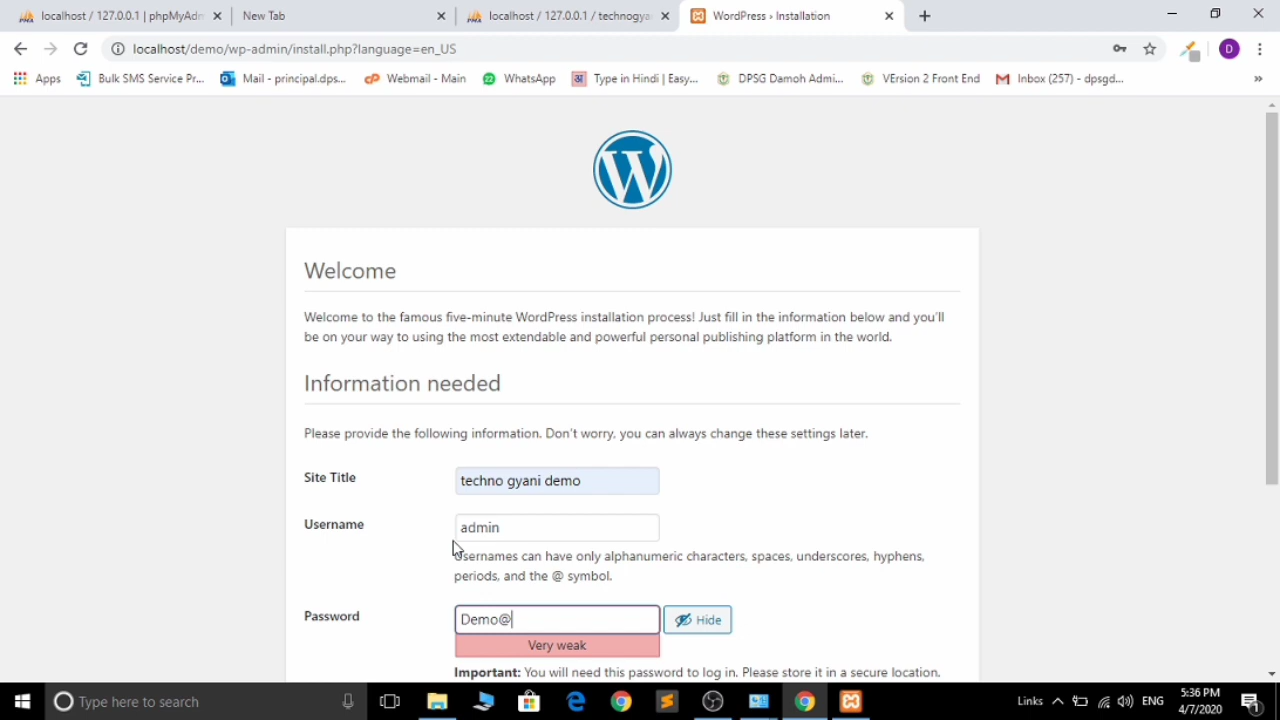 localhost / 127.0.0.1 | phpMyAdm
New Tab
localhost / 127.0.0.1 / technogya
WordPress › Installation
localhost/demo/wp-admin/install.php?language=en_US
D
Apps
Bulk SMS Service Pr...
Mail - principal.dps...
Webmail - Main
WhatsApp
Type in Hindi | Easy...
DPSG Damoh Admi...
VErsion 2 Front End
Inbox (257) - dpsgd...
»
Welcome
Welcome to the famous five-minute WordPress installation process! Just fill in the information below and you'll
be on your way to using the most extendable and powerful personal publishing platform in the world.
Information needed
Please provide the following information. Don't worry, you can always change these settings later.
Site Title
techno gyani demo
Username
admin
Usernames can have only alphanumeric characters, spaces, underscores, hyphens,
periods, and the @ symbol.
Password
Demo@
Hide
Very weak
Important: You will need this password to log in. Please store it in a secure location.
Type here to search
Links
ENG
5:36 PM
4/7/2020
1